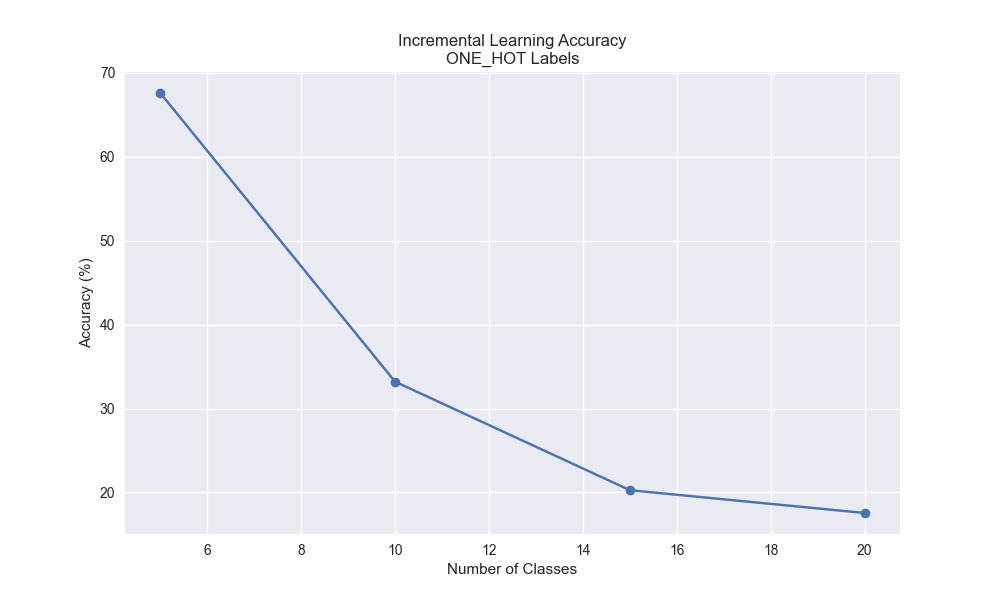 Incremental Learning Accuracy
ONE_HOT Labels
70
60
50
40
30
20
Accuracy (%)
6 8 10 12 14 16 18 20
Number of Classes